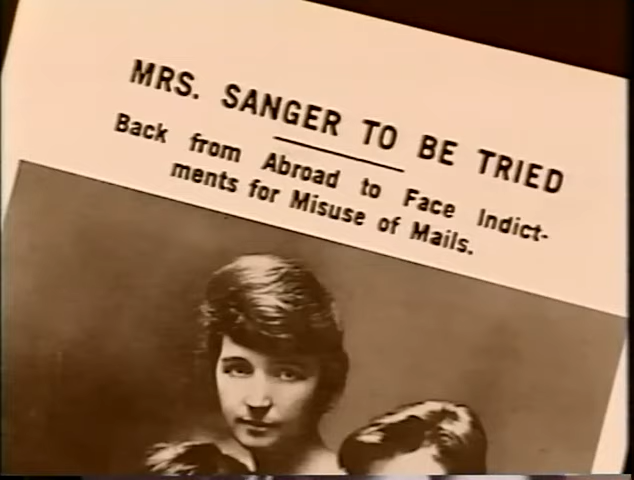 MRS. SANGER TO BE TRIED
Back from Abroad to Face Indict-
ments for Misuse of Mails.